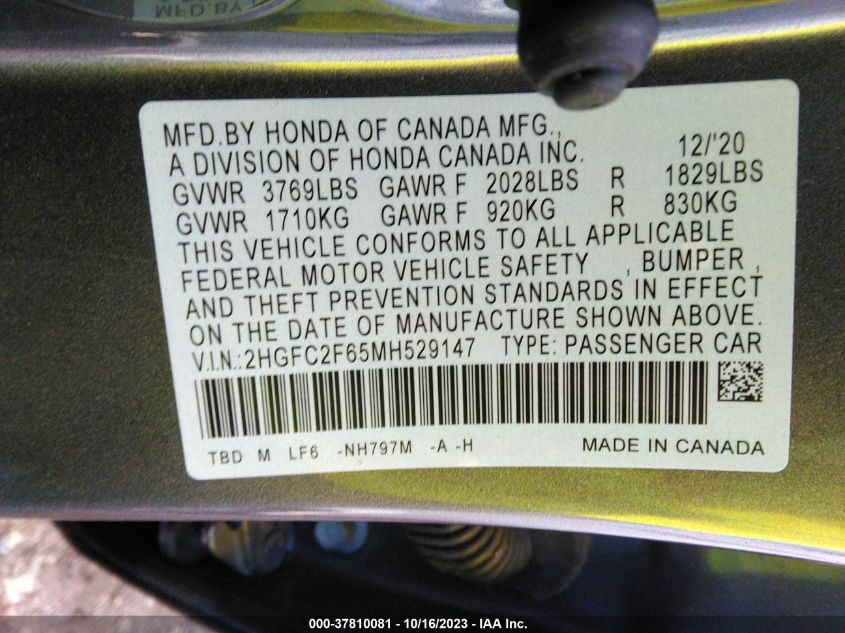 MFD.BY
MFD.BY HONDA OF CANADA MFG.,
A DIVISION OF HONDA CANADA INC. 12/'20
GVWR 3769LBS GAWR F 2028LBS R 1829LBS
GVWR 1710KG GAWR F 920KG R 830KG
THIS VEHICLE CONFORMS TO ALL APPLICABLE
FEDERAL MOTOR VEHICLE SAFETY , BUMPER ,
AND THEFT PREVENTION STANDARDS IN EFFECT
ON THE DATE OF MANUFACTURE SHOWN ABOVE.
V.I.N.:2HGFC2F65MH529147 TYPE: PASSENGER CAR
TBD M LF6 -NH797M -A -H MADE IN CANADA
000-37810081 - 10/16/2023 - IAA Inc.